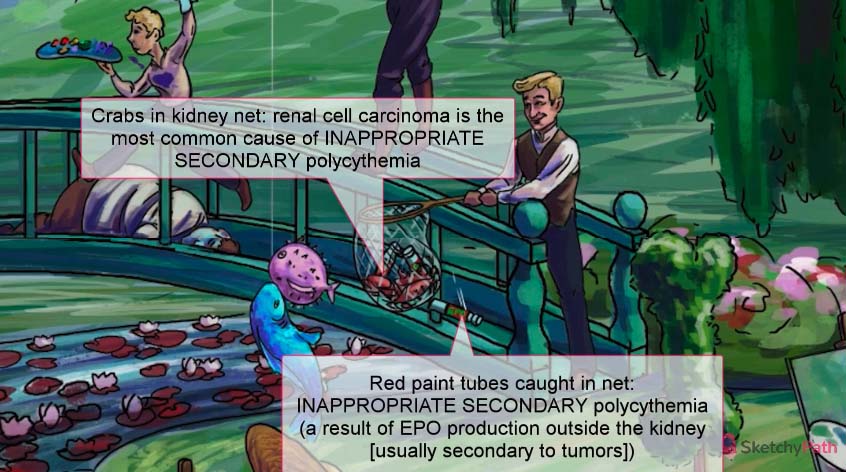 Crabs in kidney net: renal cell carcinoma is the
most common cause of INAPPROPRIATE
SECONDARY polycythemia
Red paint tubes caught in net:
INAPPROPRIATE SECONDARY polycythemia
(a result of EPO production outside the kidney
[usually secondary to tumors])
SketchyPath